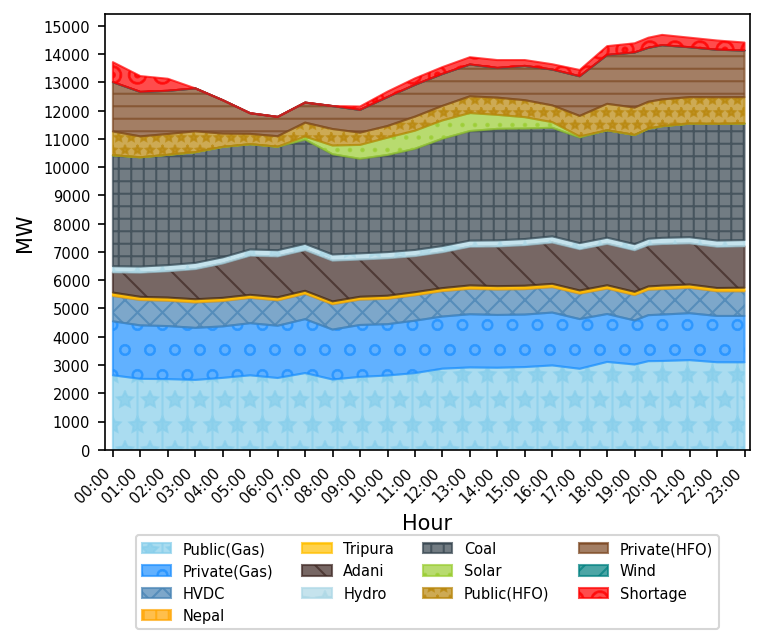 15000
14000
13000
12000
11000
10000
9000
8000
7000
6000
5000
4000
3000
2000
1000
0
MW
00:00 01:00 02:00 03:00 04:00 05:00 06:00 07:00 08:00 09:00 10:00 11:00 12:00 13:00 14:00 15:00 16:00 17:00 18:00 19:00 20:00 21:00 22:00 23:00
Hour
Public(Gas) Tripura Coal Private(HFO)
Private(Gas) Adani Solar Wind
HVDC Hydro Public(HFO) Shortage
Nepal